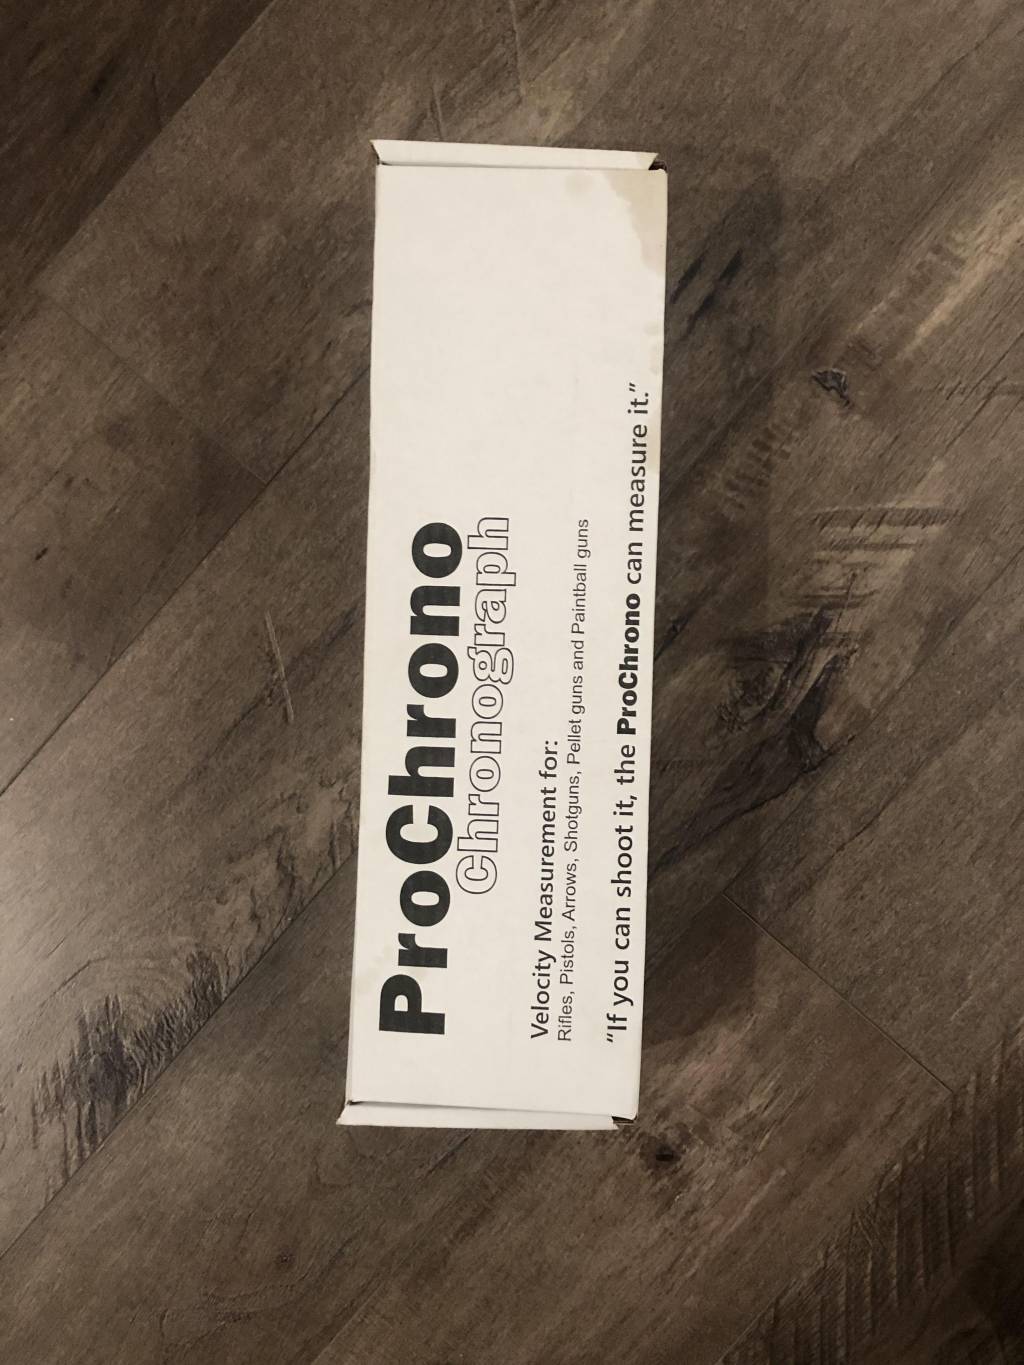 ProChrono
Chronograph
Velocity Measurement for:
Rifles, Pistols, Arrows, Shotguns, Pellet guns and Paintball guns
“If you can shoot it, the ProChrono can measure it.”